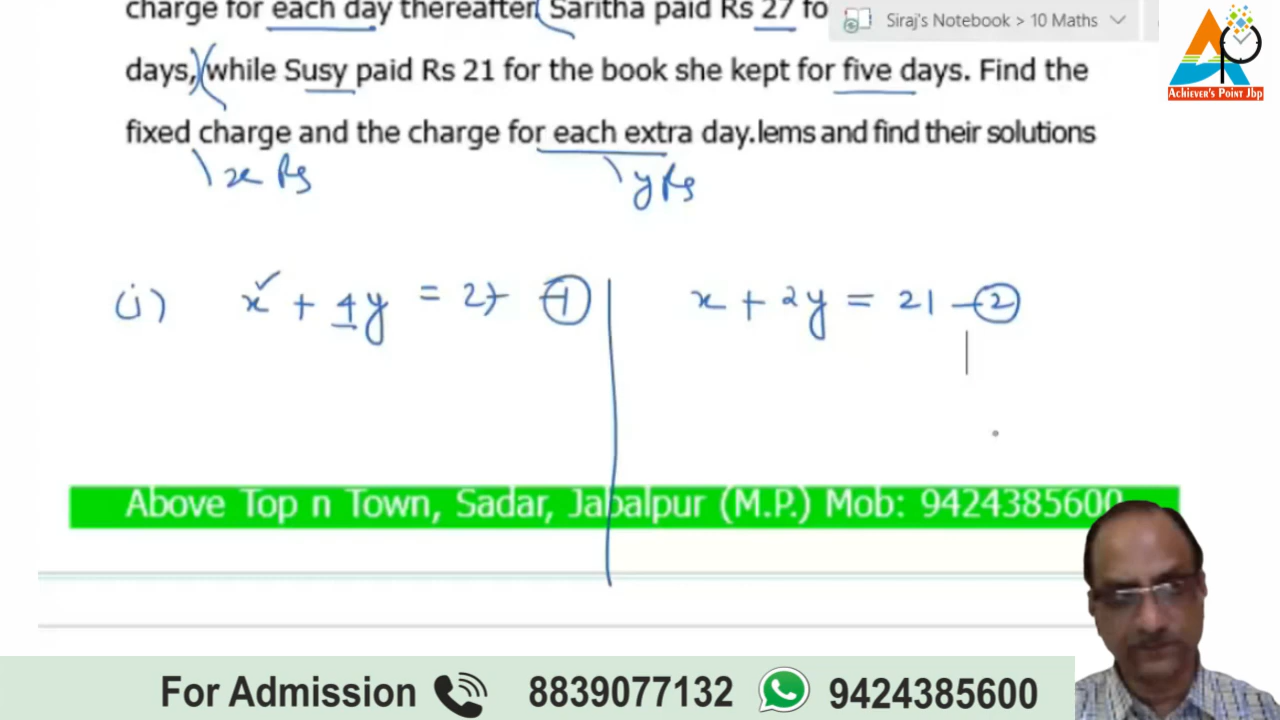 charge for each day thereafter. Saritha paid Rs 27 fo
Siraj's Notebook > 10 Maths
days, while Susy paid Rs 21 for the book she kept for five days. Find the
fixed charge and the charge for each extra day.lems and find their solutions
x Rs
y Rs
(i) x + 4y = 27 - 1
x + 2y = 21 - 2
Above Top n Town, Sadar, Jabalpur (M.P.) Mob: 9424385600
For Admission 8839077132 9424385600
ACHIEVER'S POINT JBP